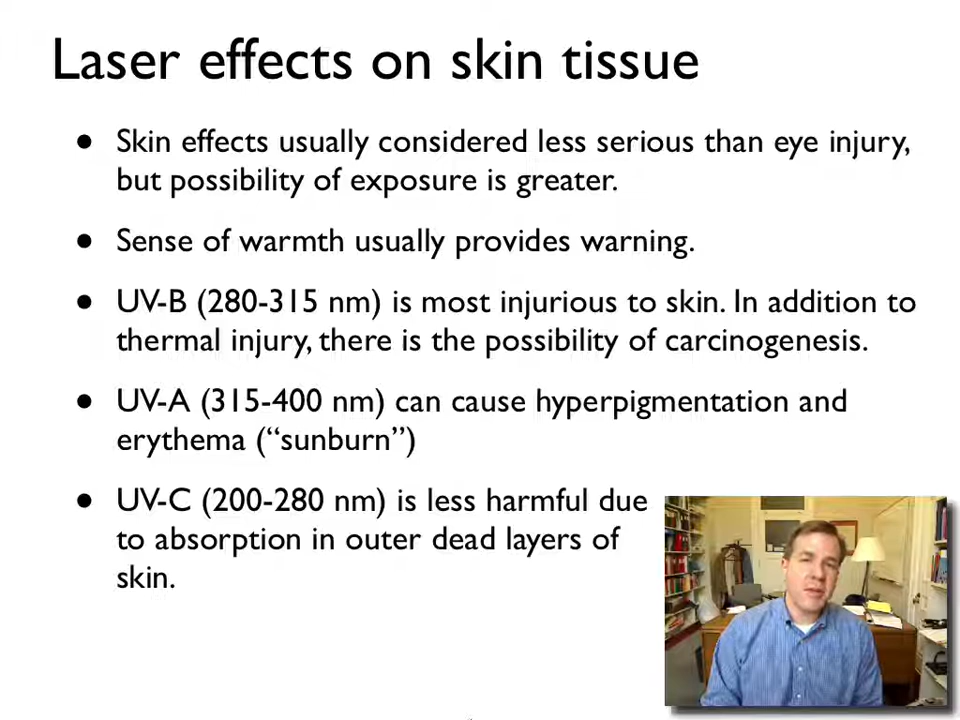 Laser effects on skin tissue
• Skin effects usually considered less serious than eye injury,
but possibility of exposure is greater.
• Sense of warmth usually provides warning.
• UV-B (280-315 nm) is most injurious to skin. In addition to
thermal injury, there is the possibility of carcinogenesis.
• UV-A (315-400 nm) can cause hyperpigmentation and
erythema (“sunburn”)
• UV-C (200-280 nm) is less harmful due
to absorption in outer dead layers of
skin.